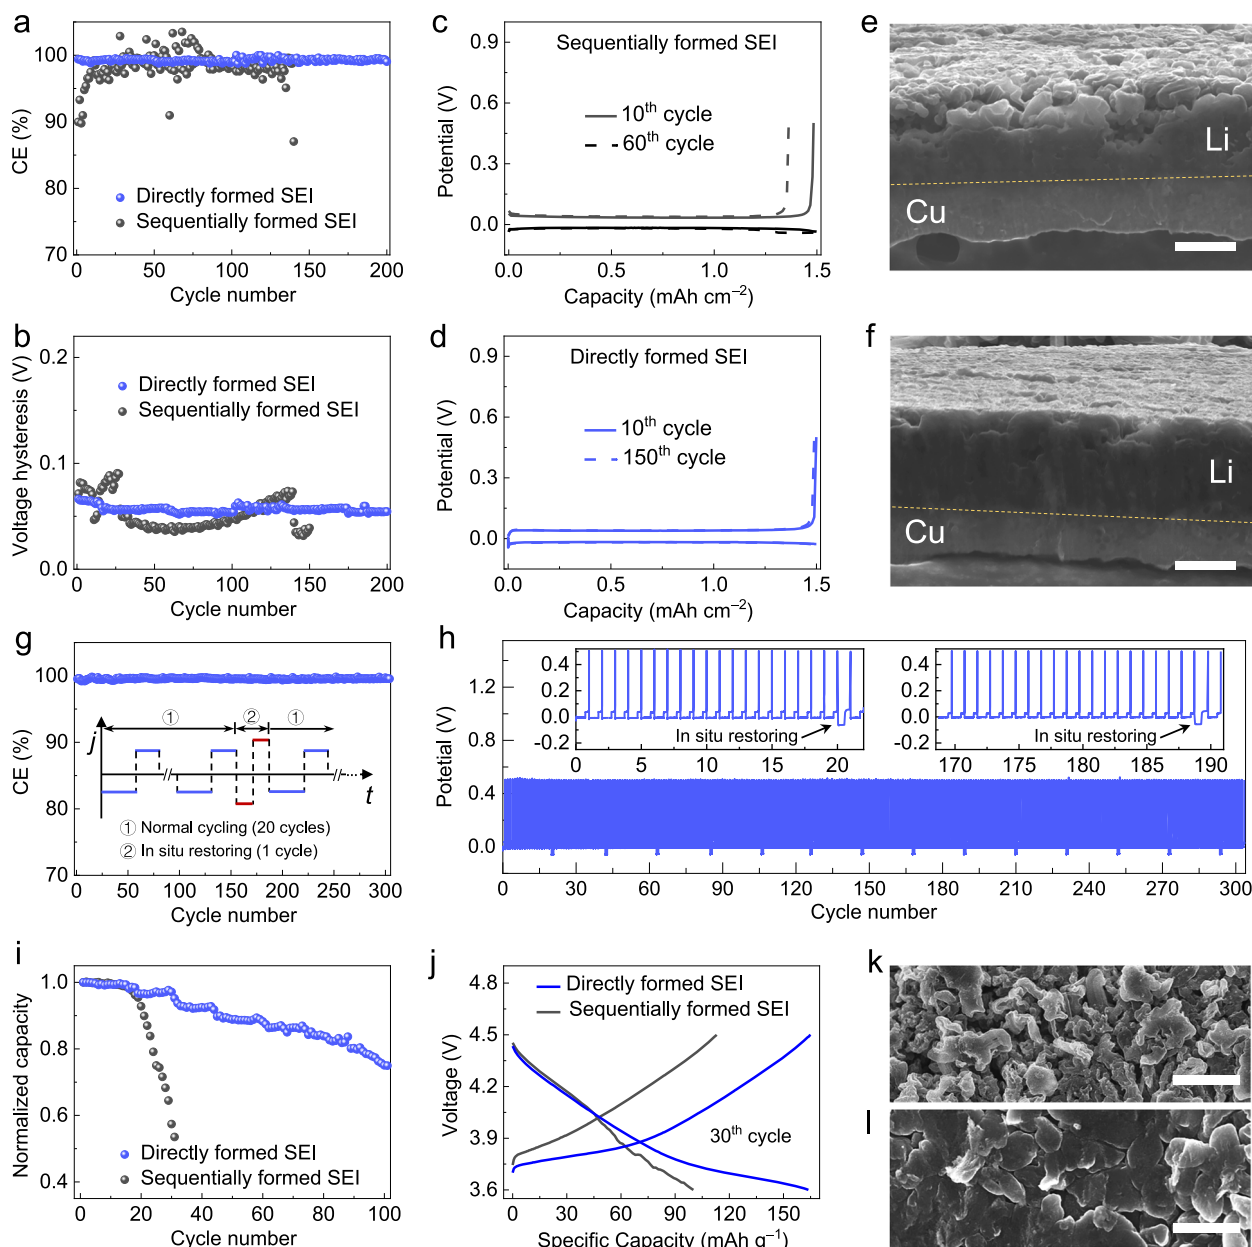 a
100
90
80
70
CE (%)
Directly formed SEI
Sequentially formed SEI
0
50
100
150
200
Cycle number
b
0.2
0.1
0.0
Voltage hysteresis (V)
Directly formed SEI
Sequentially formed SEI
0
50
100
150
200
Cycle number
c
0.9
0.6
0.3
0.0
Potential (V)
Sequentially formed SEI
10th cycle
60th cycle
0.0
0.5
1.0
1.5
Capacity (mAh cm−2)
d
0.9
0.6
0.3
0.0
Potential (V)
Directly formed SEI
10th cycle
150th cycle
0.0
0.5
1.0
1.5
Capacity (mAh cm−2)
e
Li
Cu
f
Li
Cu
g
100
90
80
70
CE (%)
① ② ①
j
t
① Normal cycling (20 cycles)
② In situ restoring (1 cycle)
0
50
100
150
200
250
300
Cycle number
h
1.2
0.8
0.4
0.0
Potetial (V)
0.4
0.2
0.0
-0.2
In situ restoring
0
5
10
15
20
0.4
0.2
0.0
-0.2
In situ restoring
170
175
180
185
190
0
30
60
90
120
150
180
210
240
270
300
Cycle number
i
1.0
0.8
0.6
0.4
Normalized capacity
Directly formed SEI
Sequentially formed SEI
0
20
40
60
80
100
Cycle number
j
4.8
4.5
4.2
3.9
3.6
Voltage (V)
Directly formed SEI
Sequentially formed SEI
30th cycle
0
30
60
90
120
150
Specific Capacity (mAh g−1)
k
l